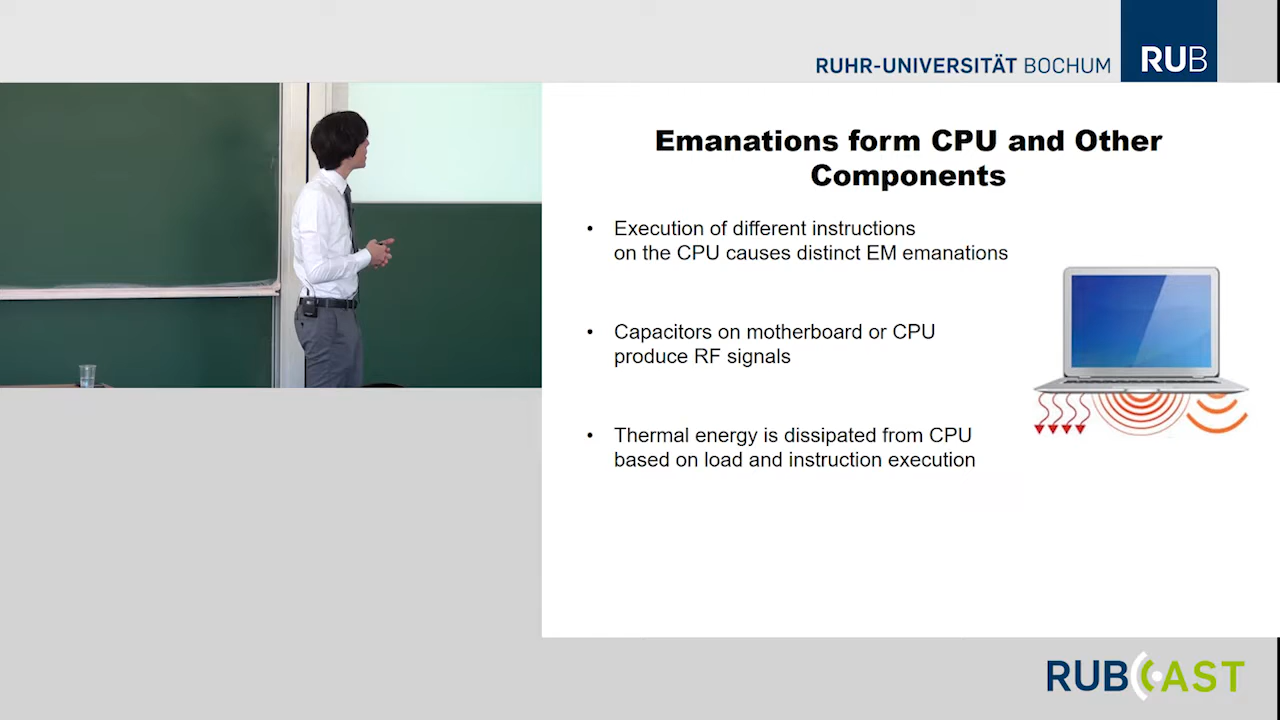 RUHR-UNIVERSITÄT BOCHUM RUB
Emanations form CPU and Other
Components
• Execution of different instructions
on the CPU causes distinct EM emanations
• Capacitors on motherboard or CPU
produce RF signals
• Thermal energy is dissipated from CPU
based on load and instruction execution
RUBCAST